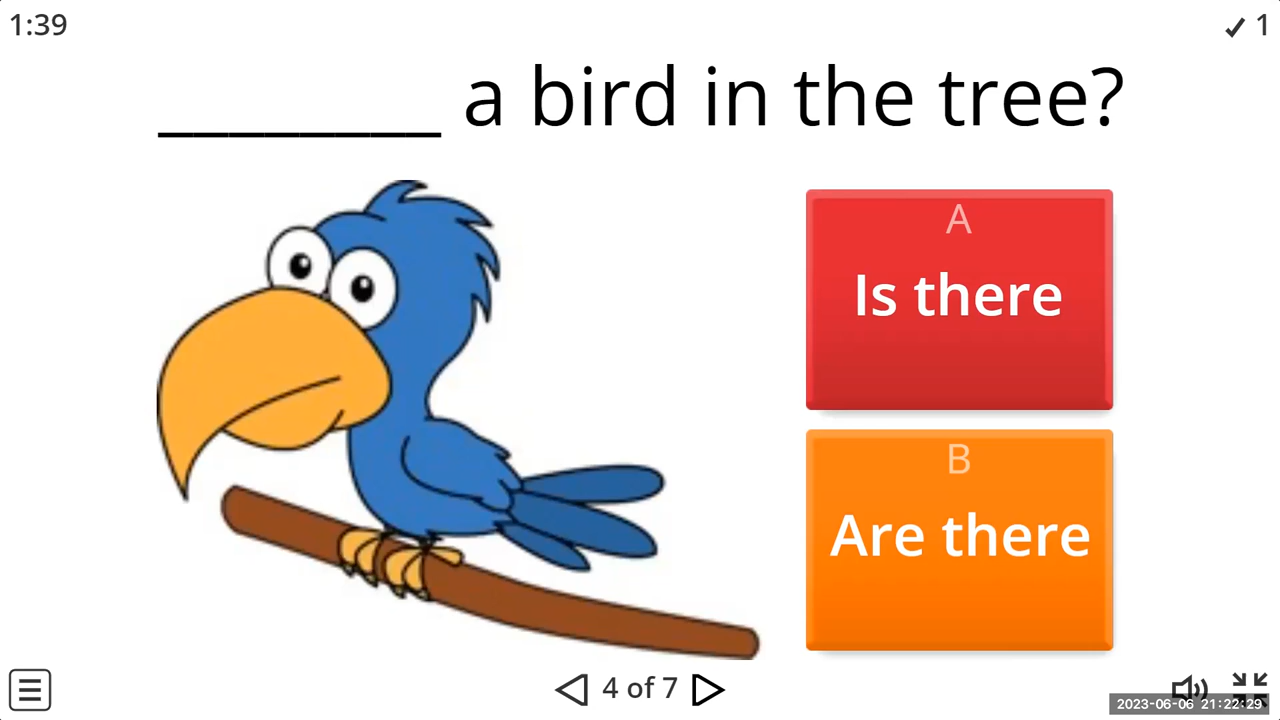 1:39
✓ 1
________ a bird in the tree?
A
Is there
B
Are there
4 of 7
2023-06-06 21:22:29